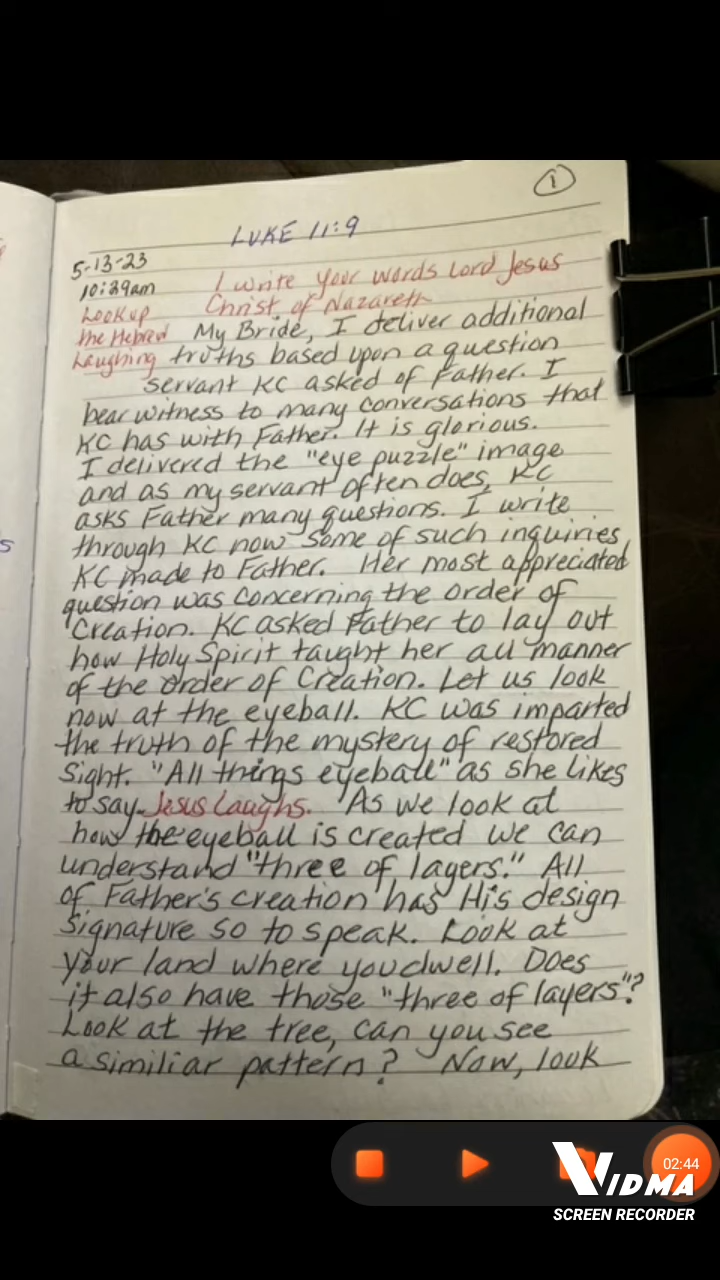 1
LUKE 11:9
5-13-23
10:29am
I write your words Lord Jesus
Christ of Nazareth
Look up
the Hebrew
Laughing
My Bride, I deliver additional
truths based upon a question
servant KC asked of Father. I
bear witness to many conversations that
KC has with Father. It is glorious.
I delivered the "eye puzzle" image
and as my servant often does, KC
asks Father many questions. I write
through KC now some of such inquiries
KC made to Father. Her most appreciated
question was concerning the order of
Creation. KC asked Father to lay out
how Holy Spirit taught her all manner
of the order of Creation. Let us look
now at the eyeball. KC was imparted
the truth of the mystery of restored
sight. "All things eyeball" as she likes
to say. Jesus Laughs. As we look at
how the eyeball is created we can
understand "three of layers." All
of Father's creation has His design
signature so to speak. Look at
your land where you dwell. Does
it also have those "three of layers"?
Look at the tree, can you see
a similiar pattern? Now, look
02:44
VIDMA
SCREEN RECORDER